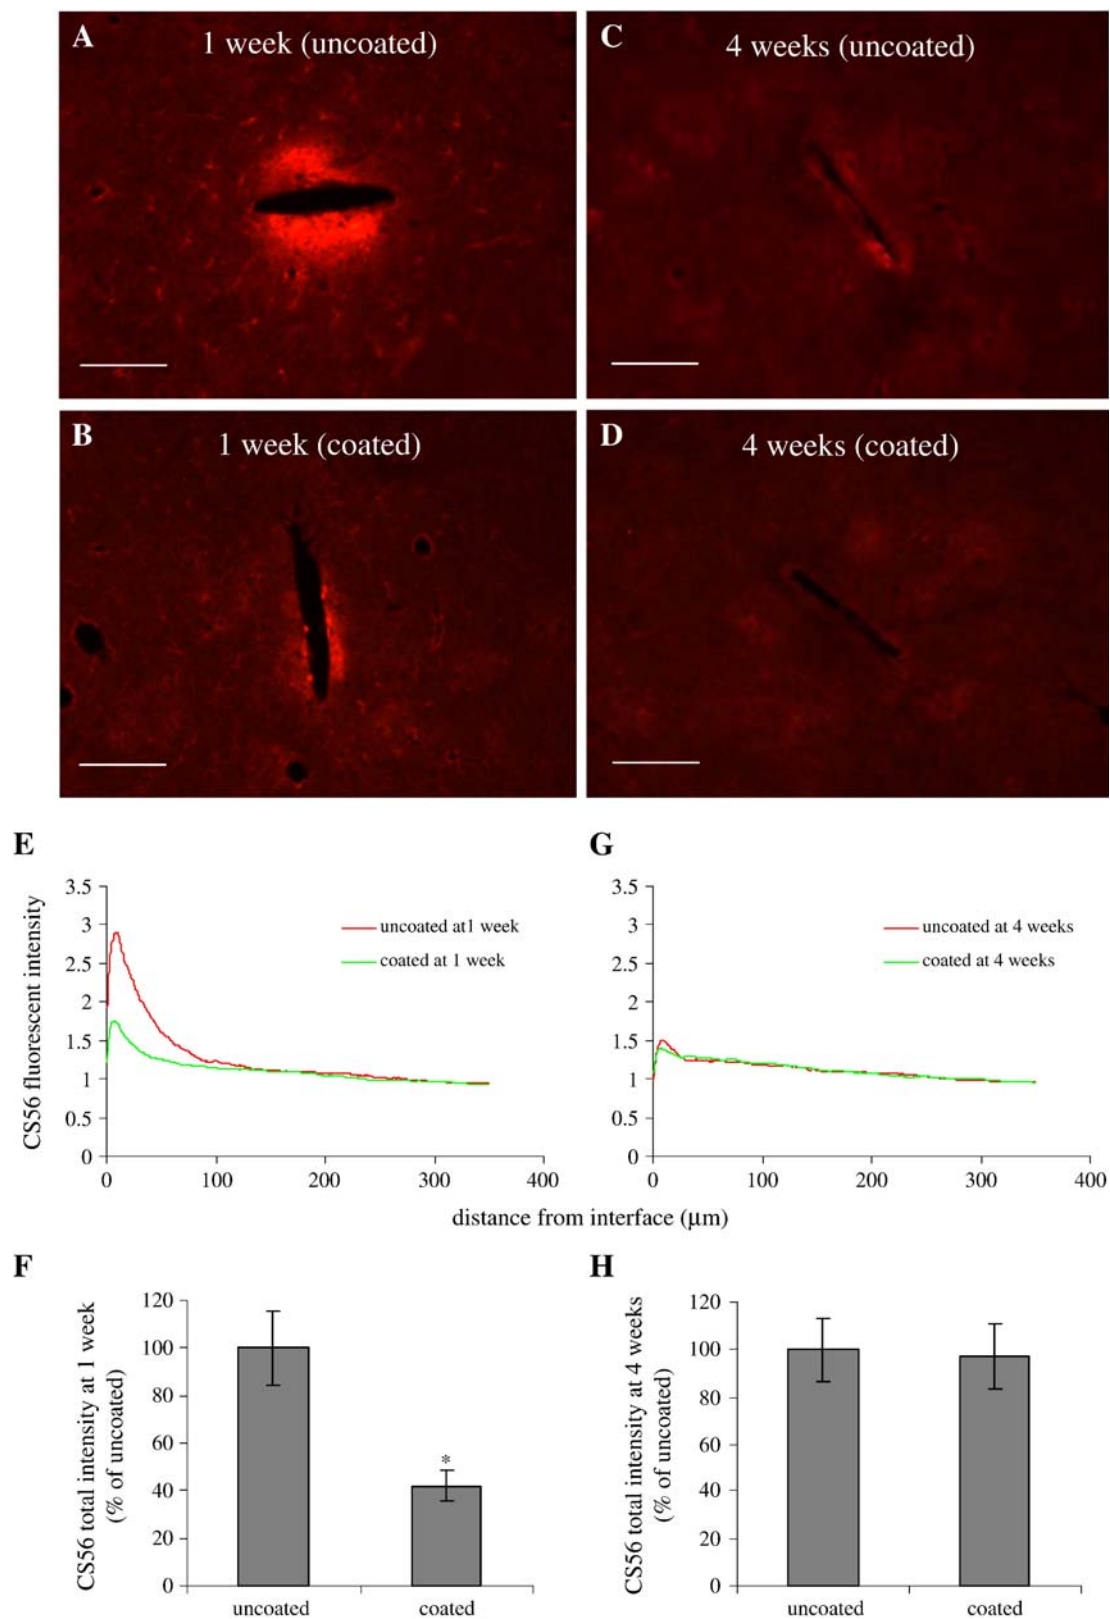 A
1 week (uncoated)
C
4 weeks (uncoated)
B
1 week (coated)
D
4 weeks (coated)
E
CS56 fluorescent intensity
3.5
3
2.5
2
1.5
1
0.5
0
0
100
200
300
400
uncoated at1 week
coated at 1 week
G
3.5
3
2.5
2
1.5
1
0.5
0
0
100
200
300
400
uncoated at 4 weeks
coated at 4 weeks
distance from interface (μm)
F
CS56 total intensity at 1 week
(% of uncoated)
120
100
80
60
40
20
0
*
uncoated
coated
H
CS56 total intensity at 4 weeks
(% of uncoated)
120
100
80
60
40
20
0
uncoated
coated